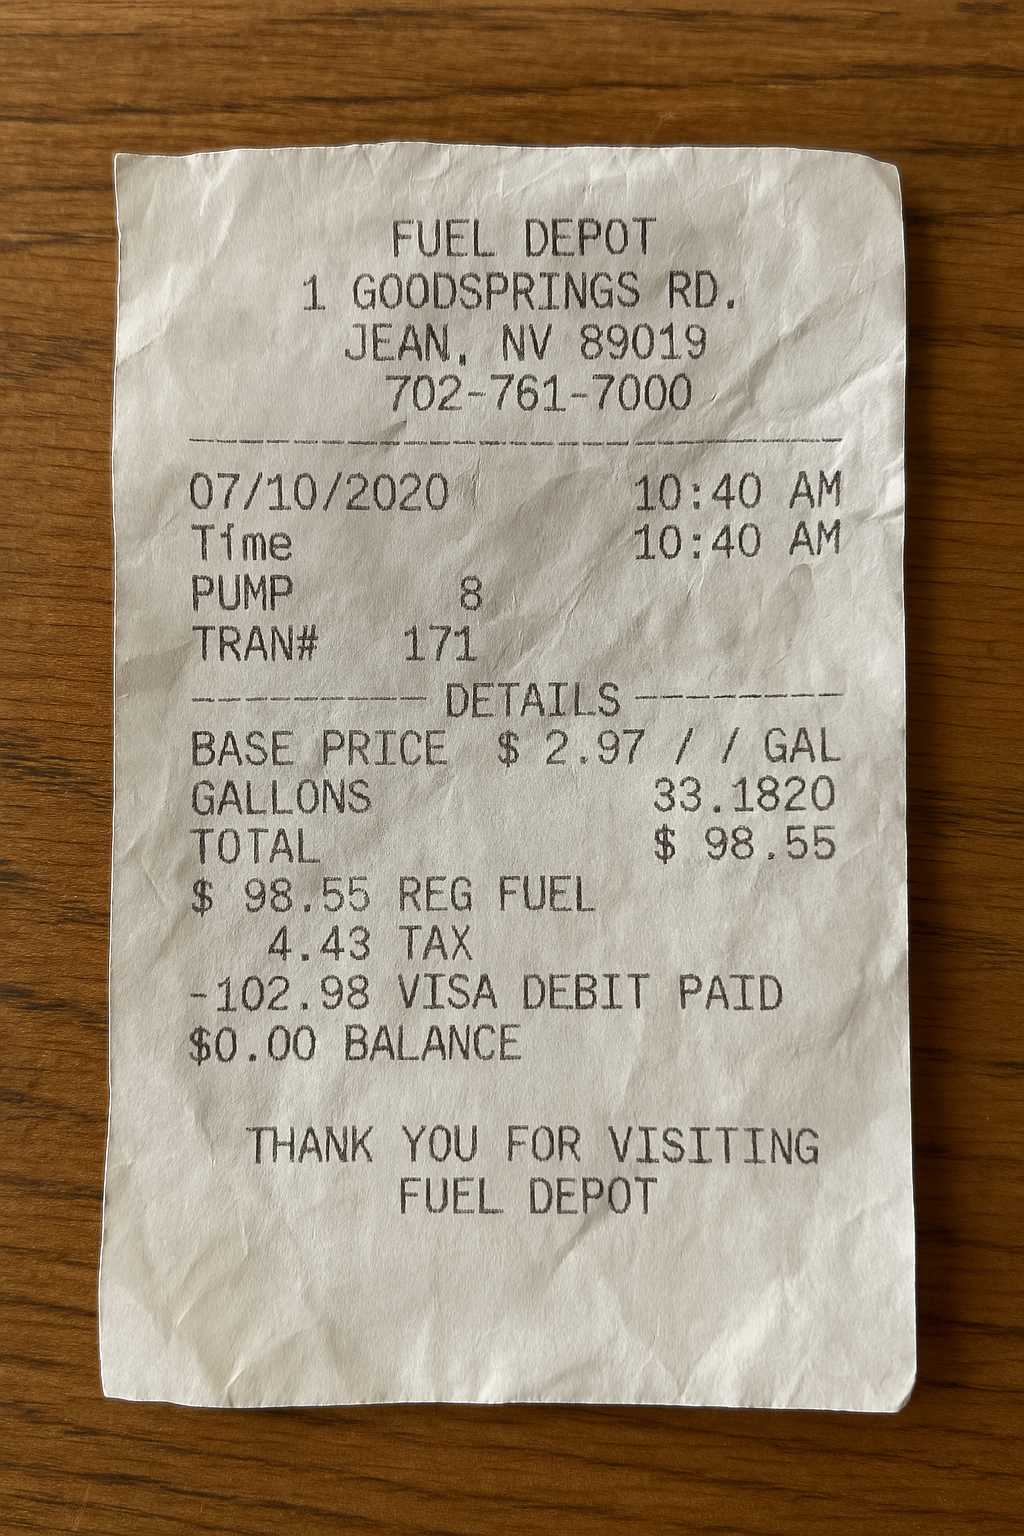 FUEL DEPOT
1 GOODSPRINGS RD.
JEAN, NV 89019
702-761-7000
07/10/2020 10:40 AM
Time 10:40 AM
PUMP 8
TRAN# 171
DETAILS
BASE PRICE $ 2.97 / / GAL
GALLONS 33.1820
TOTAL $ 98.55
$ 98.55 REG FUEL
4.43 TAX
-102.98 VISA DEBIT PAID
$0.00 BALANCE
THANK YOU FOR VISITING
FUEL DEPOT